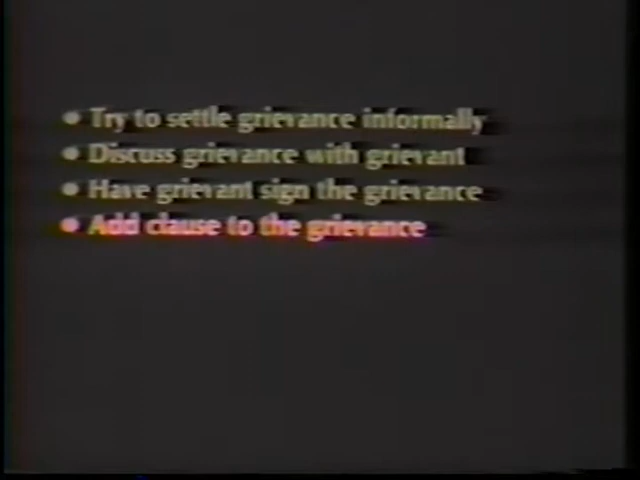 • Try to settle grievance informally
• Discuss grievance with grievant
• Have grievant sign the grievance
• Add clause to the grievance